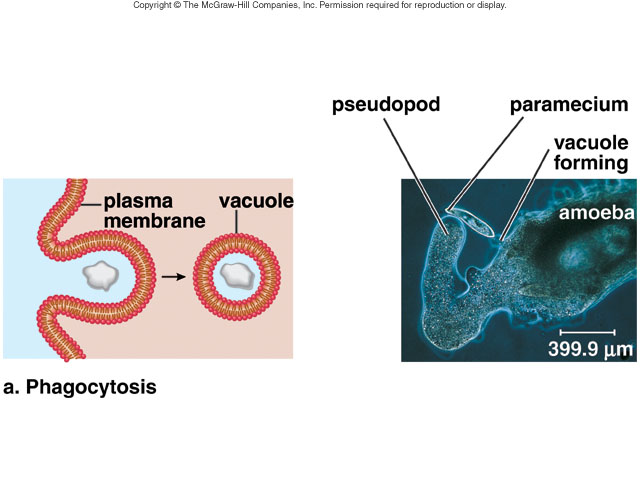 Copyright © The McGraw-Hill Companies, Inc. Permission required for reproduction or display.
pseudopod
paramecium
vacuole
forming
plasma
membrane
vacuole
amoeba
399.9 µm
a. Phagocytosis